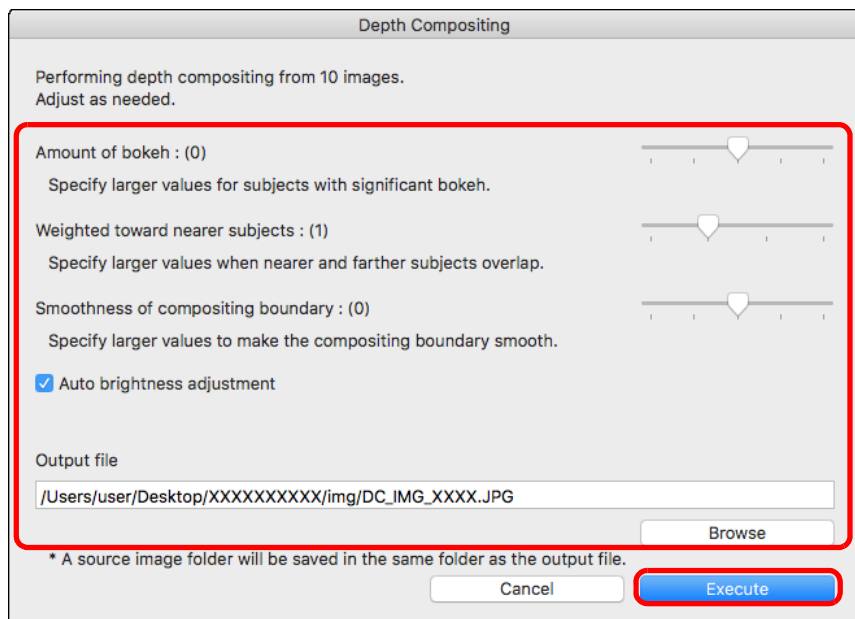 Depth Compositing
Performing depth compositing from 10 images.
Adjust as needed.
Amount of bokeh : (0)
Specify larger values for subjects with significant bokeh.
Weighted toward nearer subjects : (1)
Specify larger values when nearer and farther subjects overlap.
Smoothness of compositing boundary : (0)
Specify larger values to make the compositing boundary smooth.
Auto brightness adjustment
Output file
/Users/user/Desktop/XXXXXXXXXX/img/DC_IMG_XXXX.JPG
Browse
* A source image folder will be saved in the same folder as the output file.
Cancel Execute